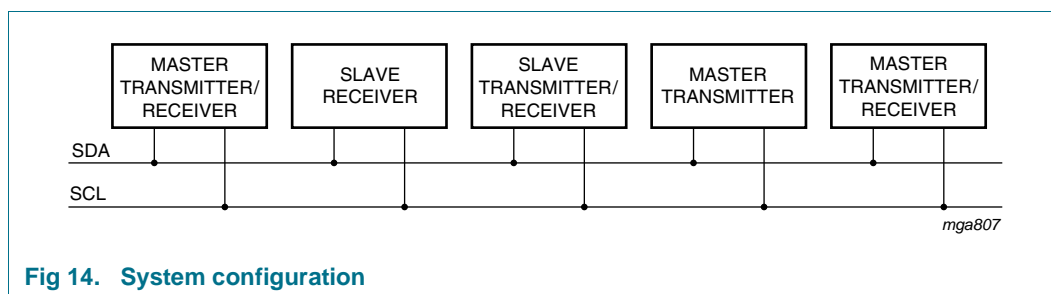 MASTER
TRANSMITTER/
RECEIVER
SLAVE
RECEIVER
SLAVE
TRANSMITTER/
RECEIVER
MASTER
TRANSMITTER
MASTER
TRANSMITTER/
RECEIVER
SDA
SCL
mga807
Fig 14. System configuration